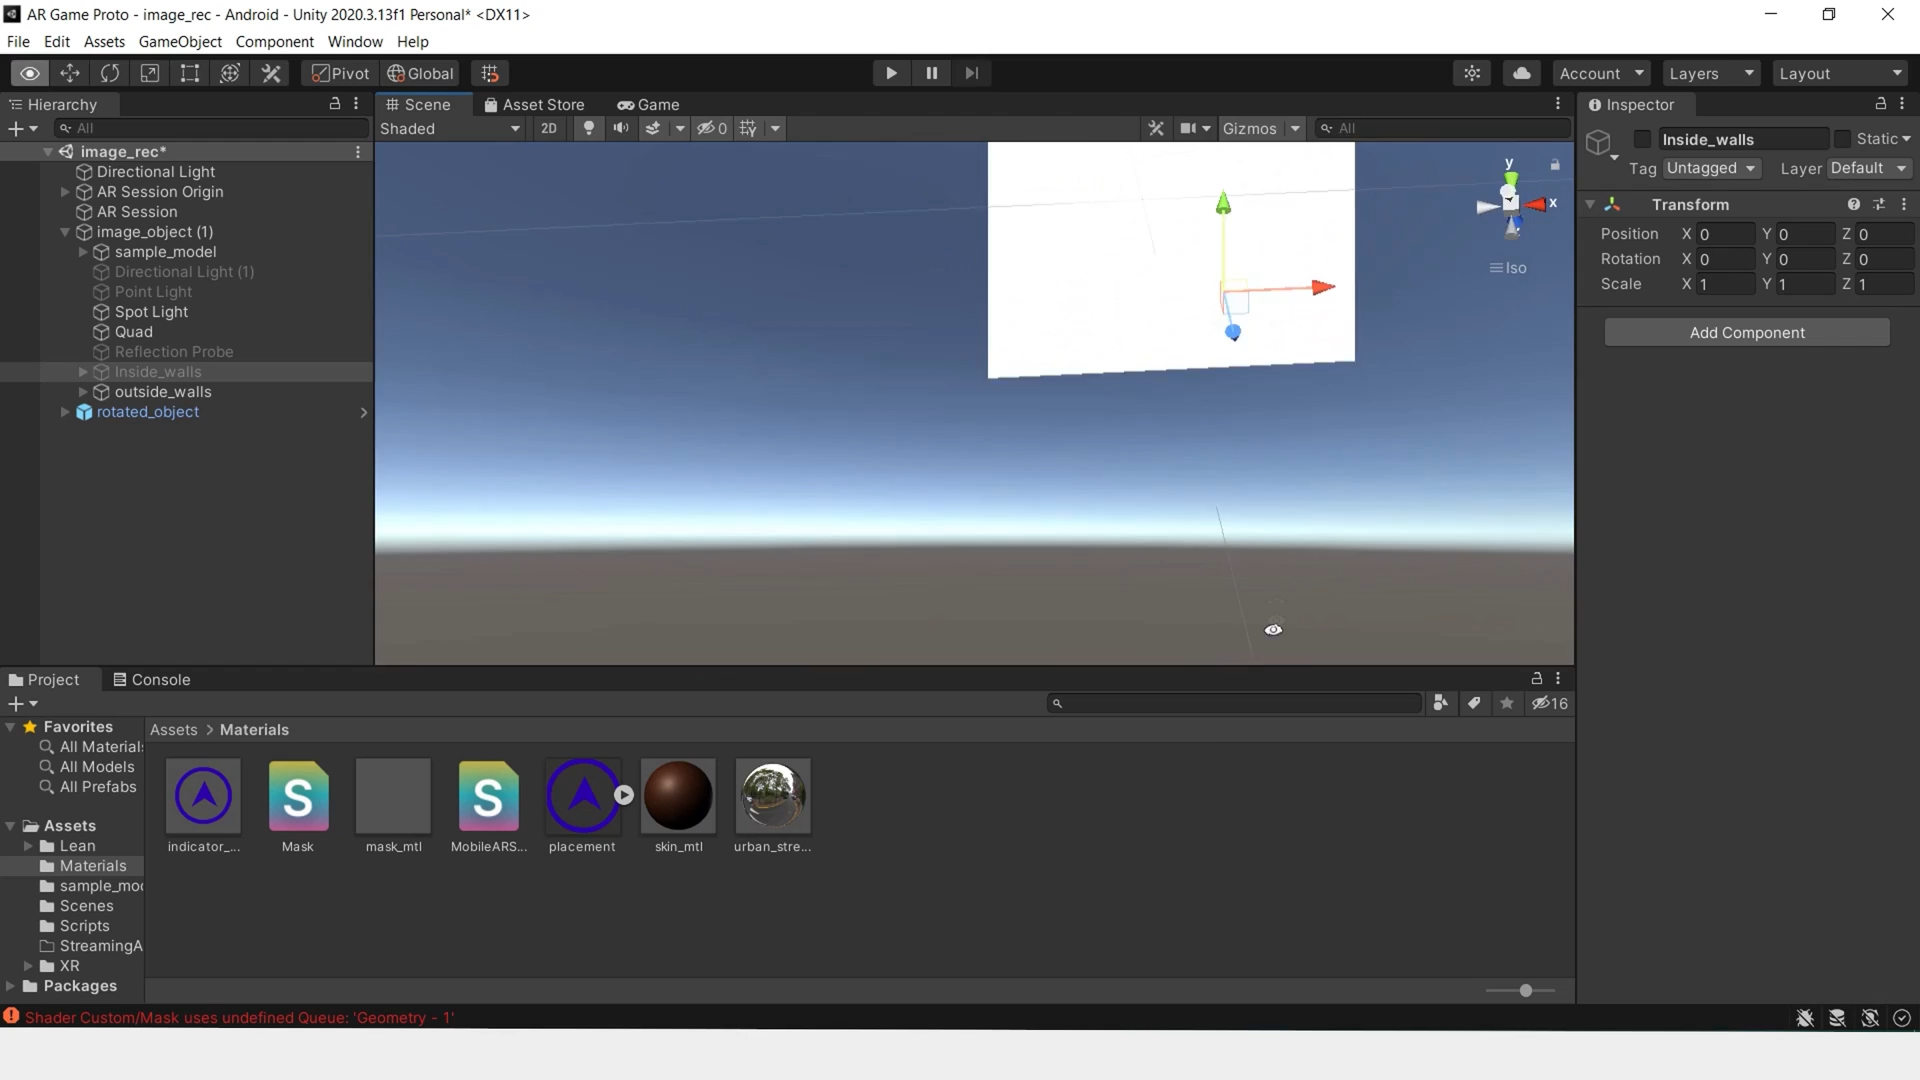 AR Game Proto - image_rec - Android - Unity 2020.3.13f1 Personal* <DX11>
File Edit Assets GameObject Component Window Help
Pivot Global Account Layers Layout
Hierarchy
All
image_rec*
Directional Light
AR Session Origin
AR Session
image_object (1)
sample_model
Directional Light (1)
Point Light
Spot Light
Quad
Reflection Probe
Inside_walls
outside_walls
rotated_object
Scene Asset Store Game
Shaded 2D 0 Gizmos All
y
x
Iso
Inspector
Inside_walls Static
Tag Untagged Layer Default
Transform
Position X 0 Y 0 Z 0
Rotation X 0 Y 0 Z 0
Scale X 1 Y 1 Z 1
Add Component
Project Console
16
Favorites
All Materials
All Models
All Prefabs
Assets
Lean
Materials
sample_mod
Scenes
Scripts
StreamingA
XR
Packages
Assets > Materials
S S
indicator_... Mask mask_mtl MobileARS... placement skin_mtl urban_stre...
Shader Custom/Mask uses undefined Queue: 'Geometry - 1'